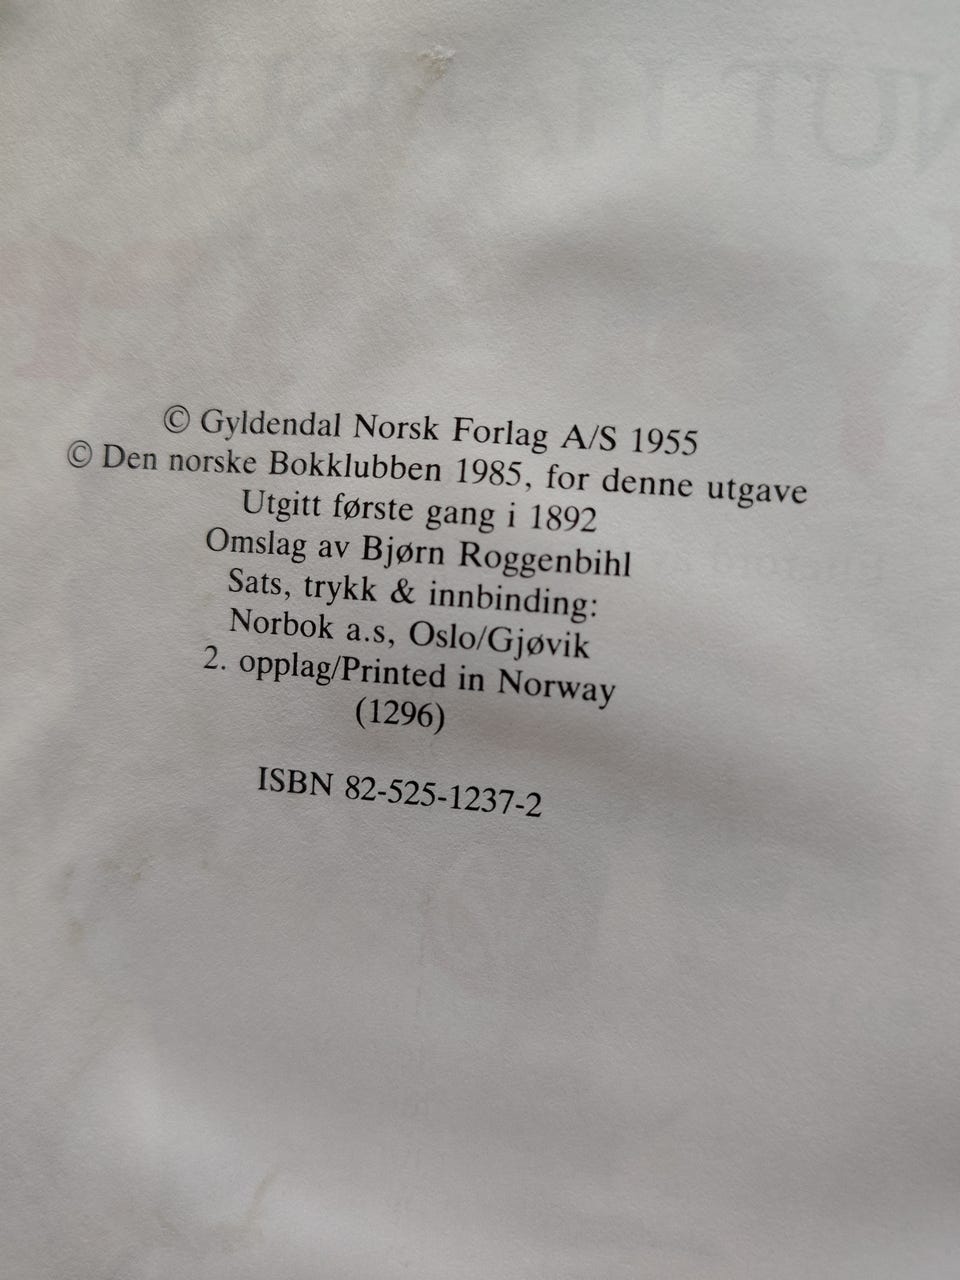 © Gyldendal Norsk Forlag A/S 1955
© Den norske Bokklubben 1985, for denne utgave
Utgitt første gang i 1892
Omslag av Bjørn Roggenbihl
Sats, trykk & innbinding:
Norbok a.s, Oslo/Gjøvik
2. opplag/Printed in Norway
(1296)
ISBN 82-525-1237-2